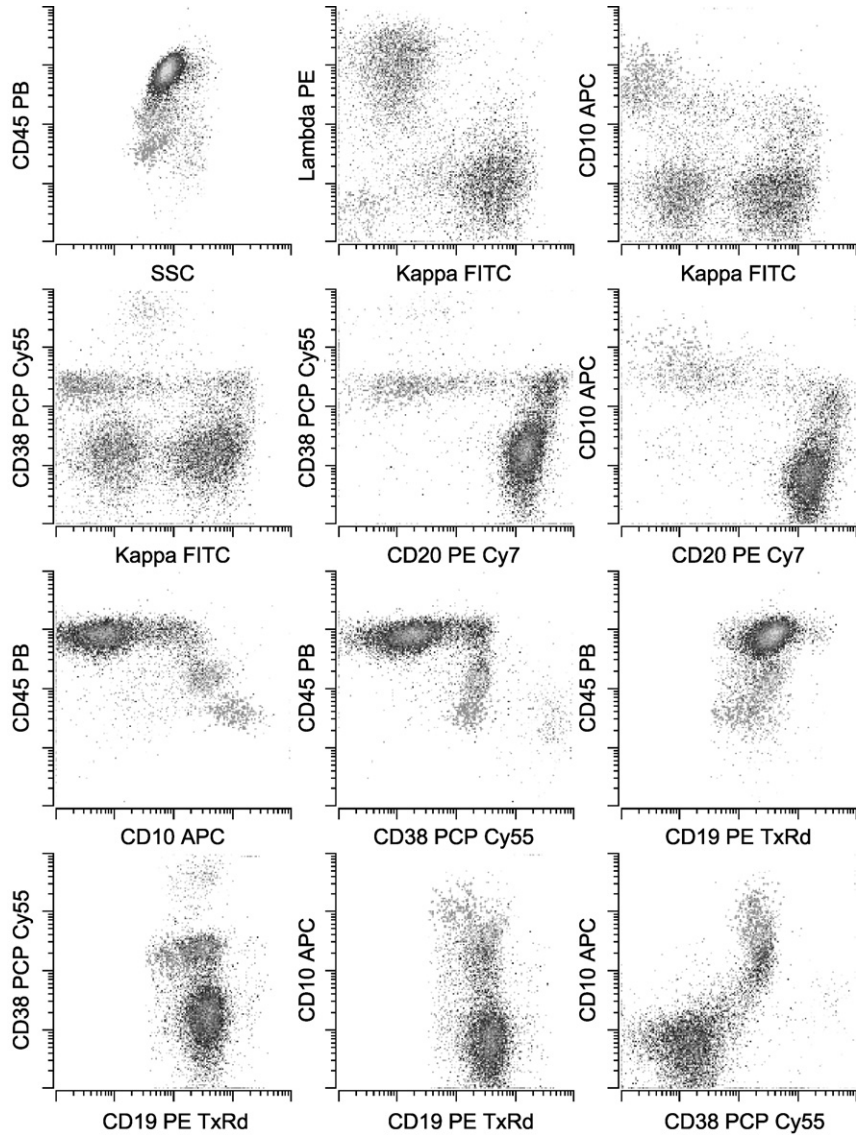 CD45 PB
SSC
Lambda PE
Kappa FITC
CD10 APC
Kappa FITC
CD38 PCP Cy55
Kappa FITC
CD38 PCP Cy55
CD20 PE Cy7
CD10 APC
CD20 PE Cy7
CD45 PB
CD10 APC
CD45 PB
CD38 PCP Cy55
CD45 PB
CD19 PE TxRd
CD38 PCP Cy55
CD19 PE TxRd
CD10 APC
CD19 PE TxRd
CD10 APC
CD38 PCP Cy55